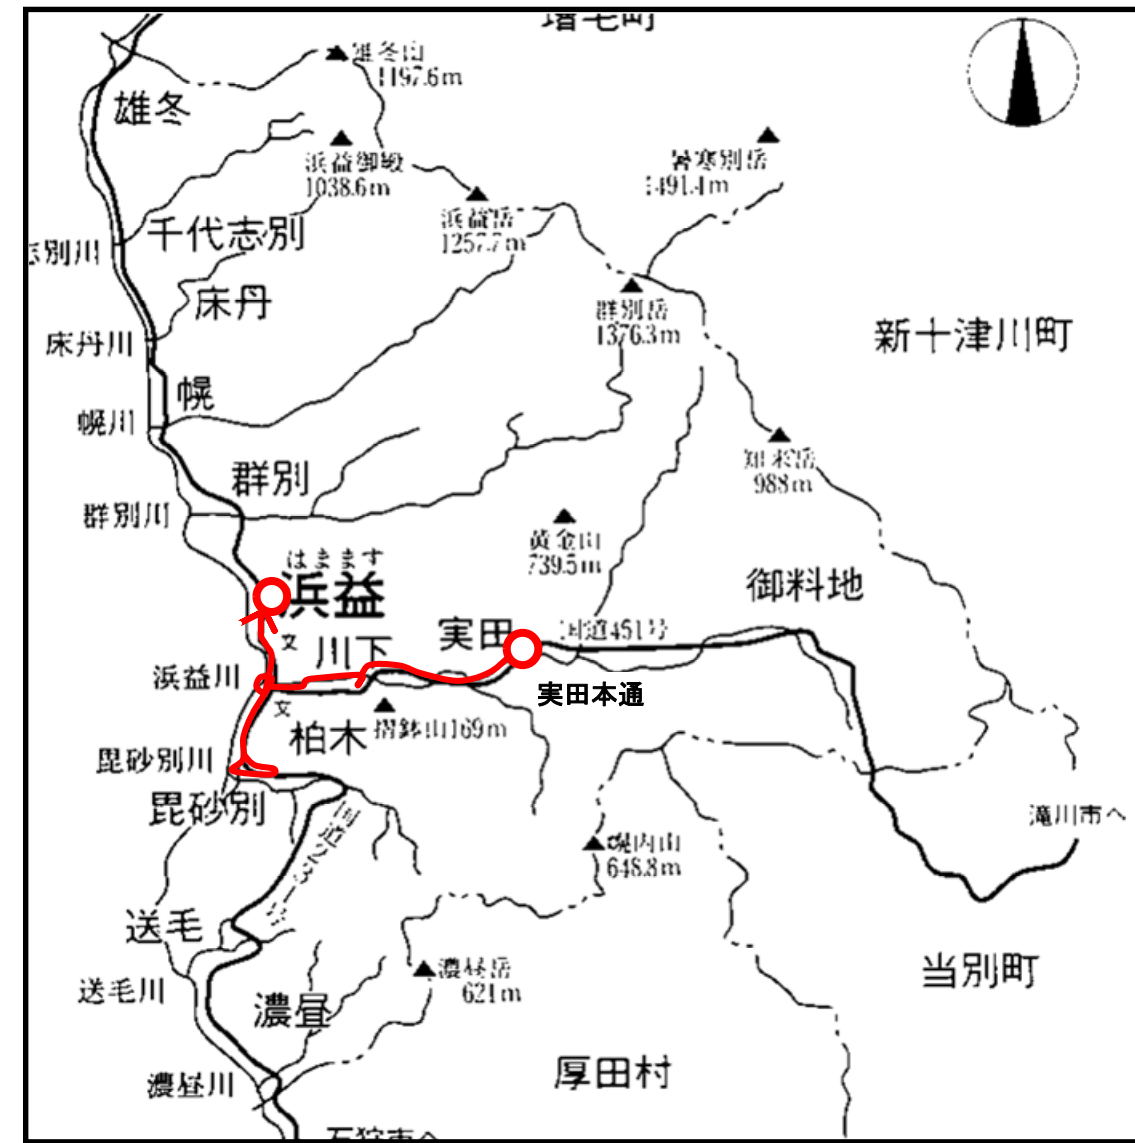 増毛町
雄冬山
1197.6m
雄冬
浜益御殿
1038.6m
暑寒別岳
1491.4m
浜益岳
1257.7m
千代志別
志別川
床丹
群別岳
1376.3m
新十津川町
床丹川
幌
幌川
知来岳
988m
群別
群別川
黄金山
739.5m
はまます
浜益
御料地
実田
国道451号
文
川下
浜益川
実田本通
文
柏木
摺鉢山169m
毘砂別川
毘砂別
国道231号
滝川市へ
幌内山
648.8m
送毛
濃昼岳
621m
当別町
送毛川
濃昼
厚田村
濃昼川
石狩市へ